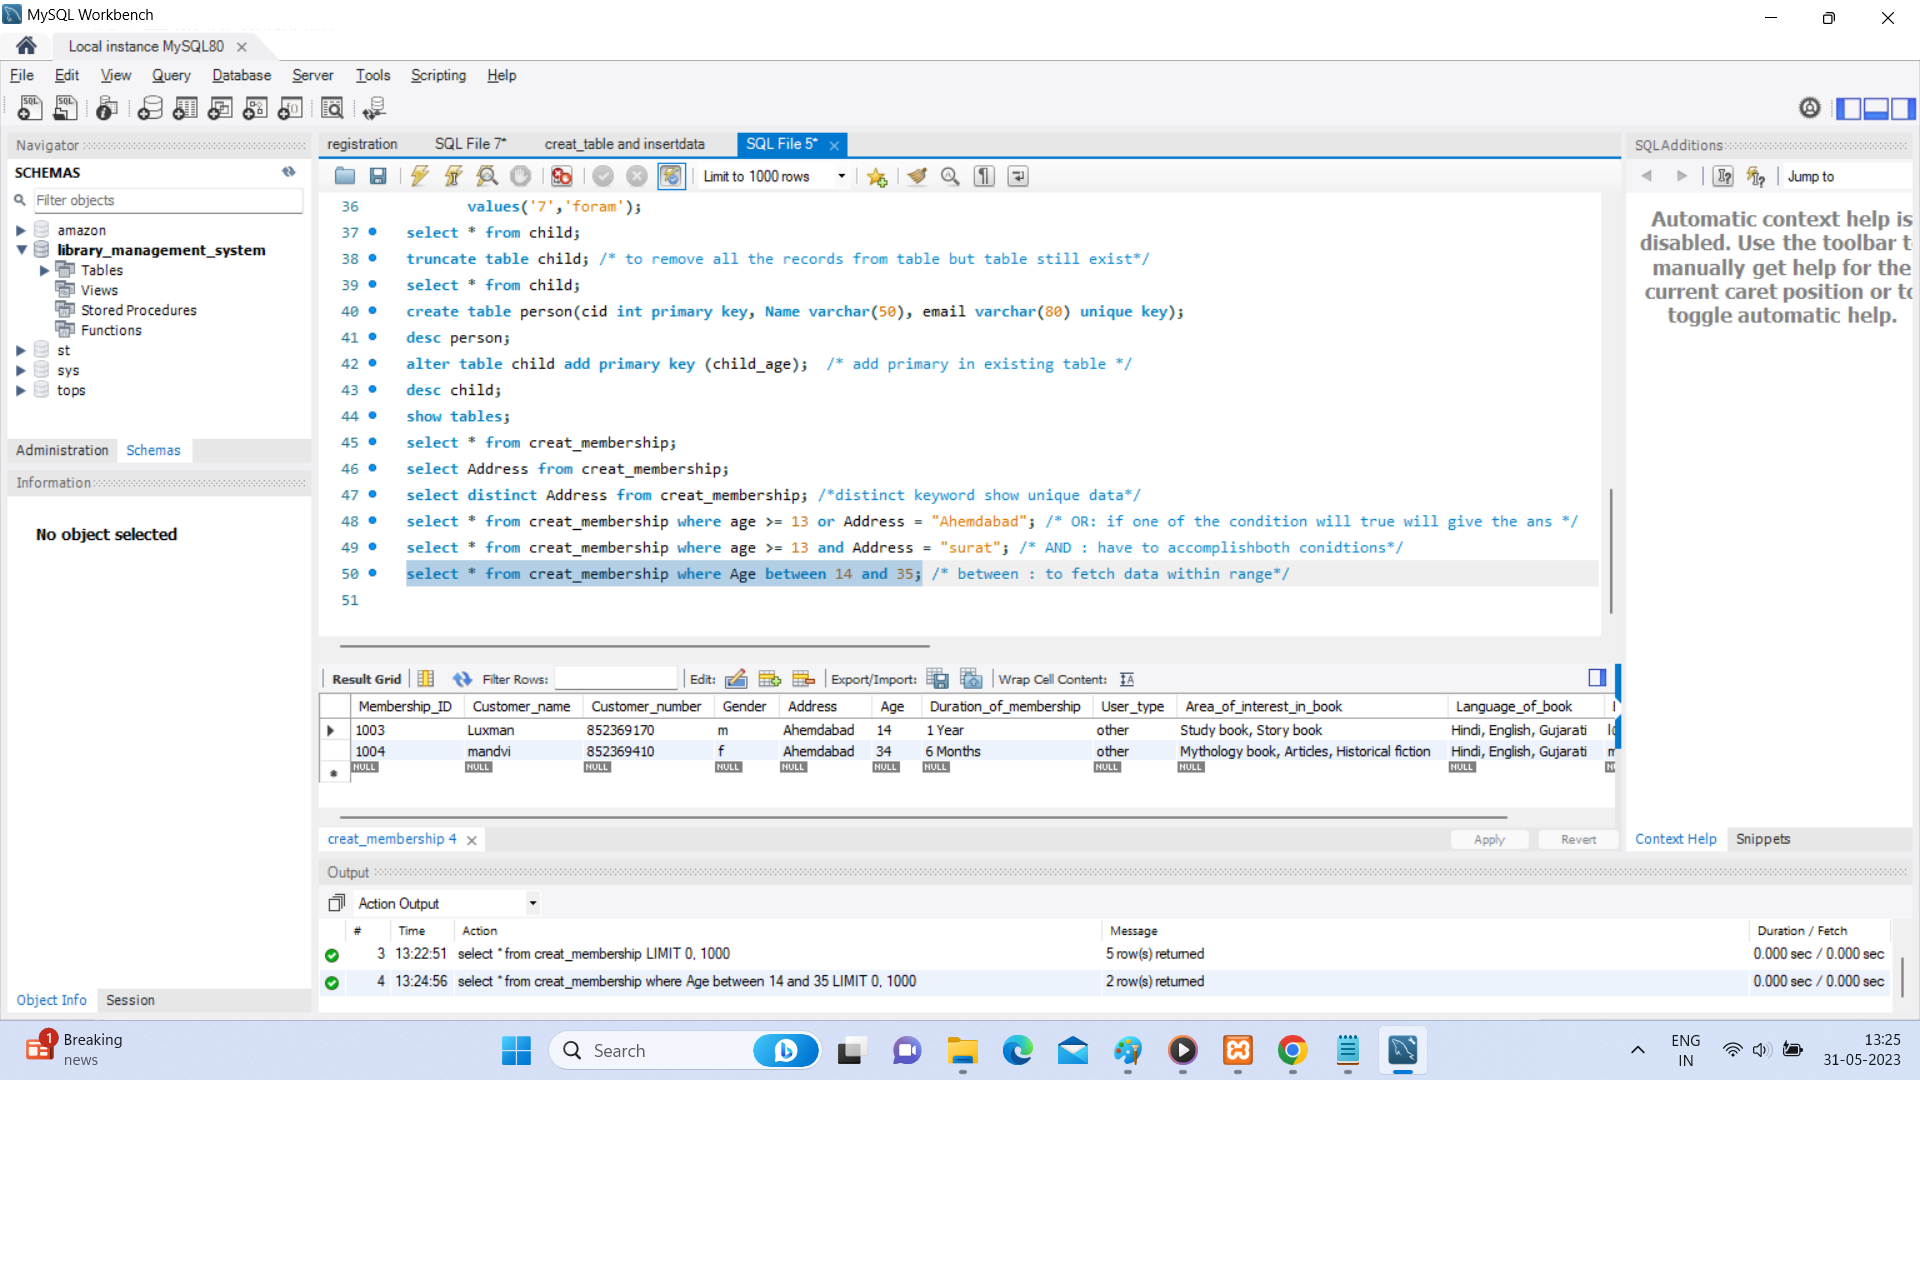 MySQL Workbench
Local instance MySQL80
File Edit View Query Database Server Tools Scripting Help
Navigator
SCHEMAS
Filter objects
amazon
library_management_system
Tables
Views
Stored Procedures
Functions
st
sys
tops
Administration Schemas
Information
No object selected
Object Info Session
registration SQL File 7* creat_table and insertdata SQL File 5*
Limit to 1000 rows
36 values('7','foram');
37 select * from child;
38 truncate table child; /* to remove all the records from table but table still exist*/
39 select * from child;
40 create table person(cid int primary key, Name varchar(50), email varchar(80) unique key);
41 desc person;
42 alter table child add primary key (child_age); /* add primary in existing table */
43 desc child;
44 show tables;
45 select * from creat_membership;
46 select Address from creat_membership;
47 select distinct Address from creat_membership; /*distinct keyword show unique data*/
48 select * from creat_membership where age >= 13 or Address = "Ahemdabad"; /* OR: if one of the condition will true will give the ans */
49 select * from creat_membership where age >= 13 and Address = "surat"; /* AND : have to accomplishboth conidtions*/
50 select * from creat_membership where Age between 14 and 35; /* between : to fetch data within range*/
51
Result Grid Filter Rows: Edit: Export/Import: Wrap Cell Content:
Membership_ID Customer_name Customer_number Gender Address Age Duration_of_membership User_type Area_of_interest_in_book Language_of_book
1003 Luxman 852369170 m Ahemdabad 14 1 Year other Study book, Story book Hindi, English, Gujarati
1004 mandvi 852369410 f Ahemdabad 34 6 Months other Mythology book, Articles, Historical fiction Hindi, English, Gujarati m
NULL NULL NULL NULL NULL NULL NULL NULL NULL NULL
creat_membership 4 Apply Revert
Output
Action Output
# Time Action Message Duration / Fetch
3 13:22:51 select * from creat_membership LIMIT 0, 1000 5 row(s) returned 0.000 sec / 0.000 sec
4 13:24:56 select * from creat_membership where Age between 14 and 35 LIMIT 0, 1000 2 row(s) returned 0.000 sec / 0.000 sec
SQLAdditions
Jump to
Automatic context help is
disabled. Use the toolbar t
manually get help for the
current caret position or to
toggle automatic help.
Context Help Snippets
1 Breaking
news
Search
ENG
IN
13:25
31-05-2023